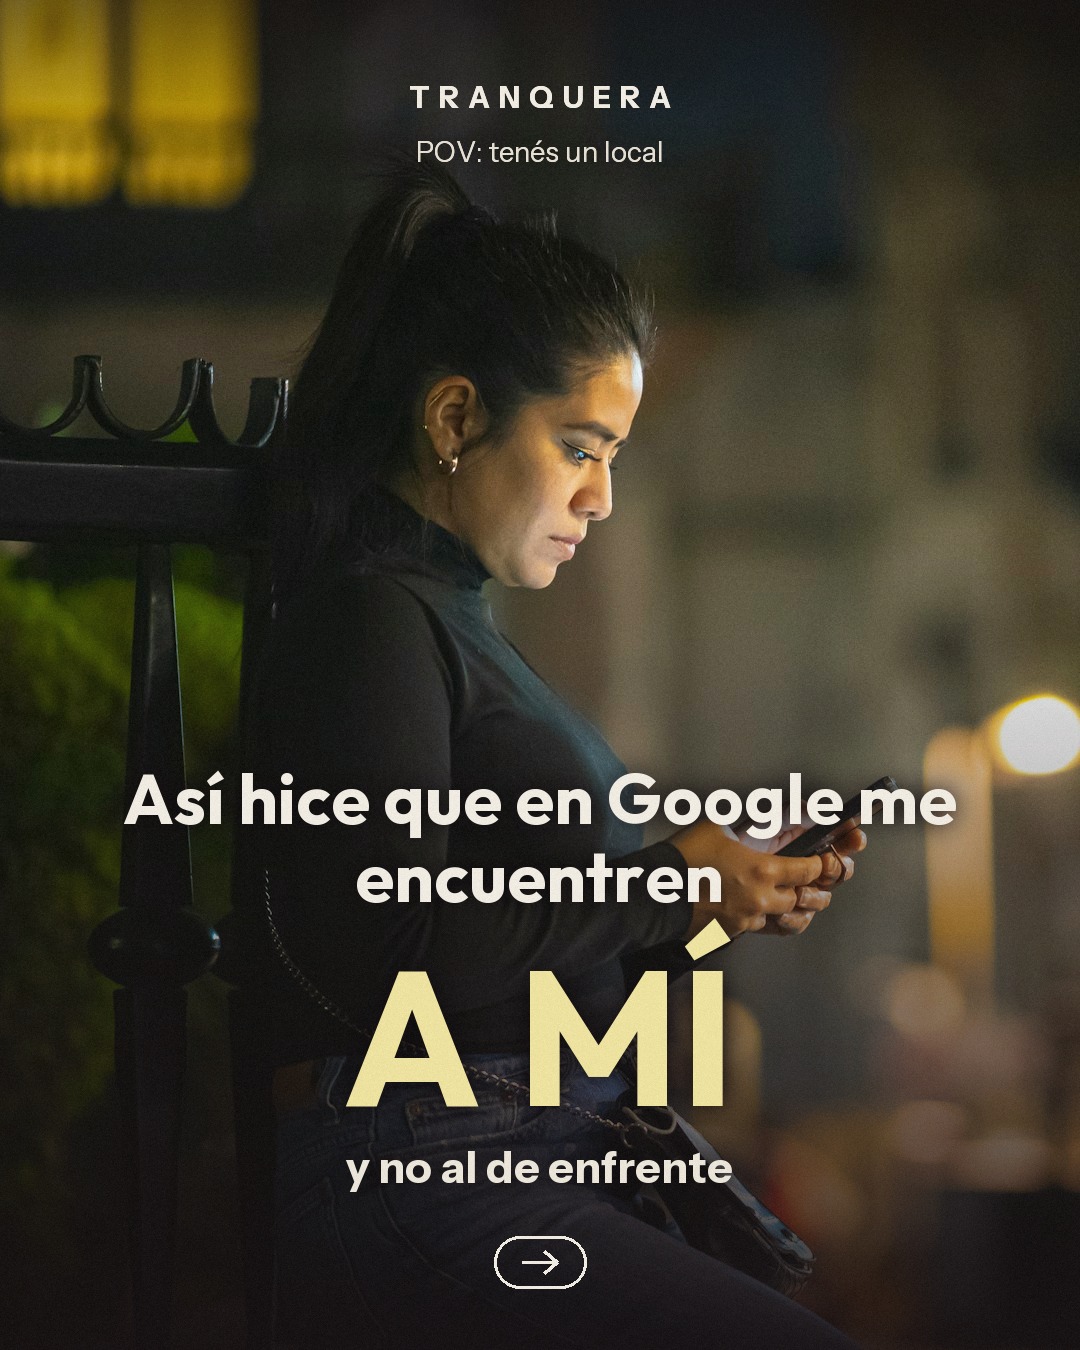 TRANQUERA
POV: tenés un local
Así hice que en Google me
encuentren
A MÍ
y no al de enfrente